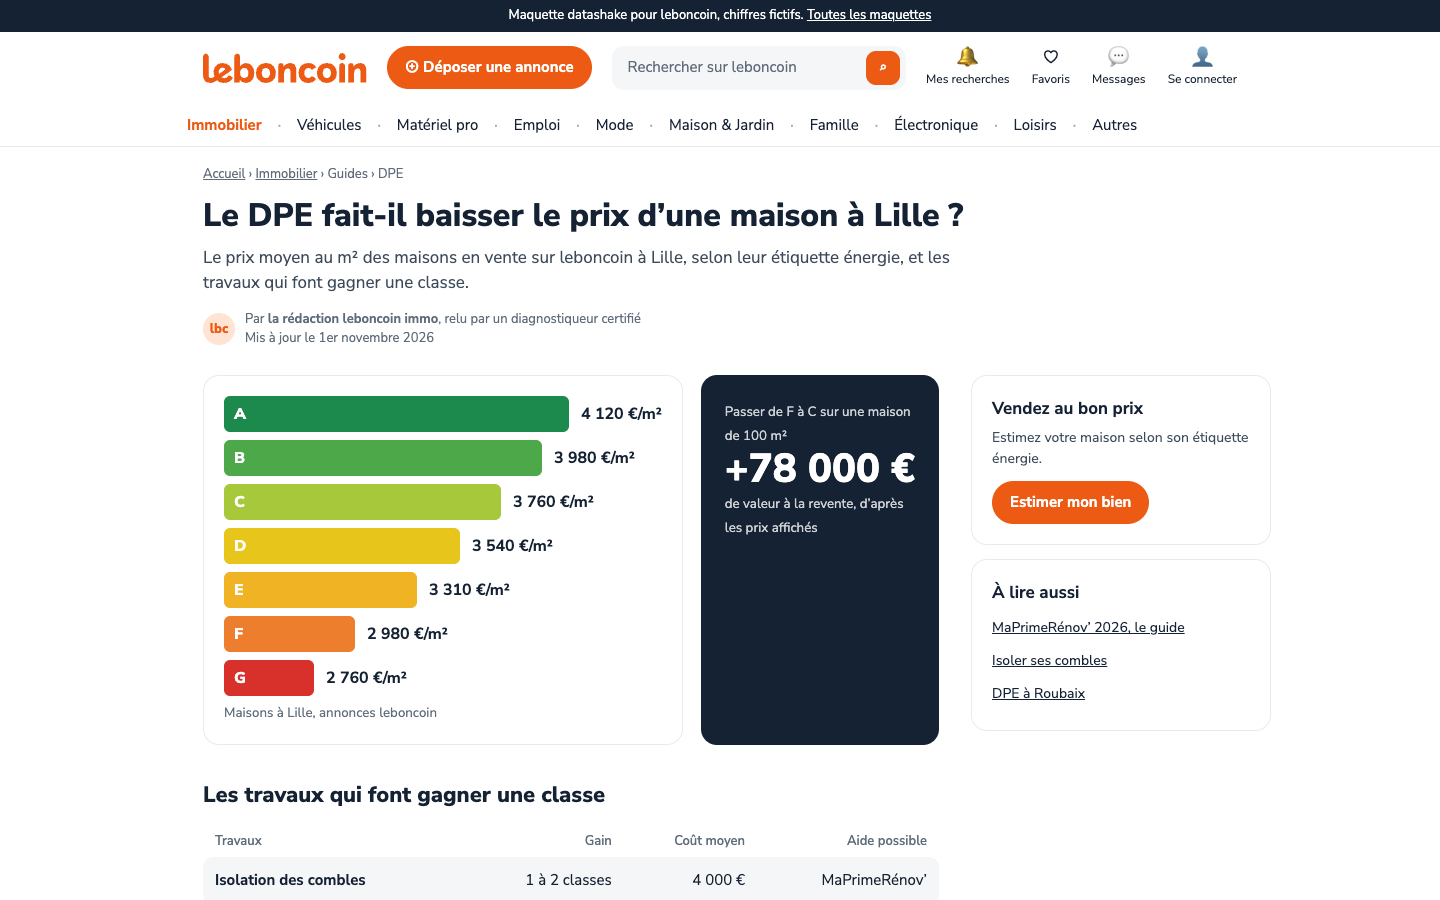 Maquette datashake pour leboncoin, chiffres fictifs. Toutes les maquettes
leboncoin
Déposer une annonce
Rechercher sur leboncoin
Mes recherches
Favoris
Messages
Se connecter
Immobilier · Véhicules · Matériel pro · Emploi · Mode · Maison & Jardin · Famille · Électronique · Loisirs · Autres
Accueil › Immobilier › Guides › DPE
Le DPE fait-il baisser le prix d’une maison à Lille ?
Le prix moyen au m² des maisons en vente sur leboncoin à Lille, selon leur étiquette énergie, et les
travaux qui font gagner une classe.
lbc
Par la rédaction leboncoin immo, relu par un diagnostiqueur certifié
Mis à jour le 1er novembre 2026
A 4 120 €/m²
B 3 980 €/m²
C 3 760 €/m²
D 3 540 €/m²
E 3 310 €/m²
F 2 980 €/m²
G 2 760 €/m²
Maisons à Lille, annonces leboncoin
Passer de F à C sur une maison
de 100 m²
+78 000 €
de valeur à la revente, d’après
les prix affichés
Vendez au bon prix
Estimez votre maison selon son étiquette
énergie.
Estimer mon bien
À lire aussi
MaPrimeRénov’ 2026, le guide
Isoler ses combles
DPE à Roubaix
Les travaux qui font gagner une classe
Travaux Gain Coût moyen Aide possible
Isolation des combles 1 à 2 classes 4 000 € MaPrimeRénov’